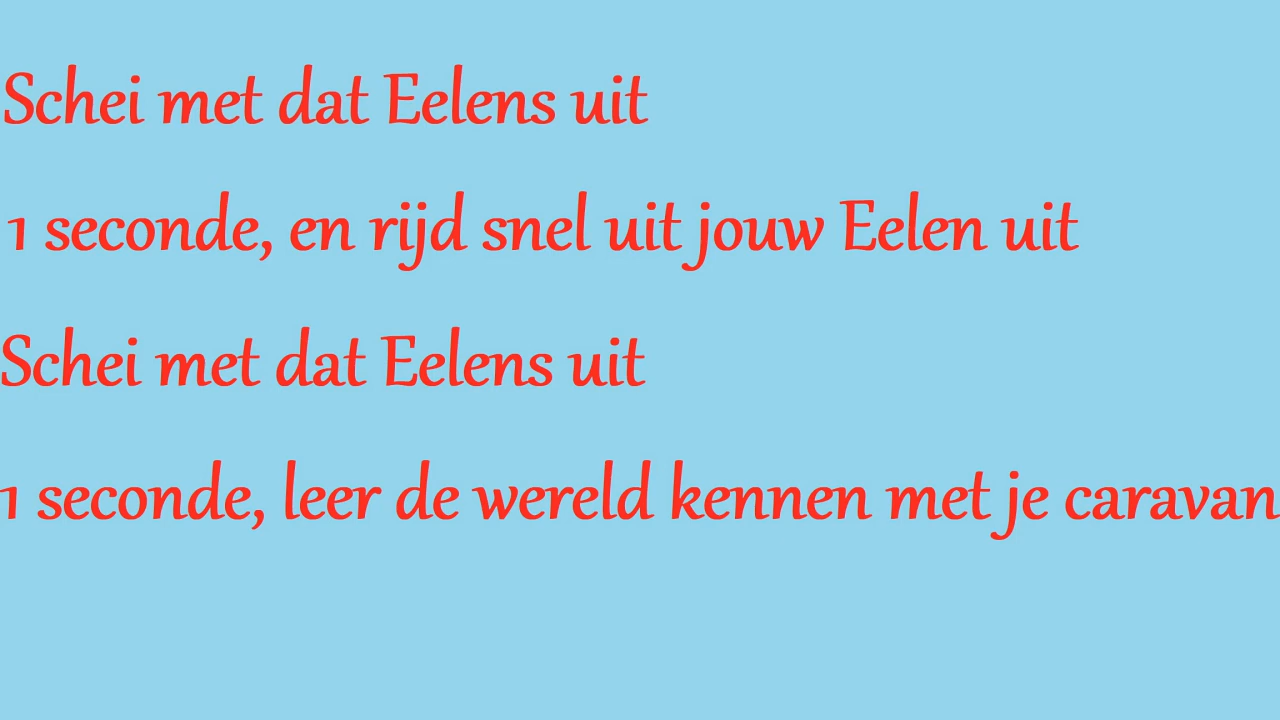 Schei met dat Eelens uit
1 seconde, en rijd snel uit jouw Eelen uit
Schei met dat Eelens uit
1 seconde, leer de wereld kennen met je caravan